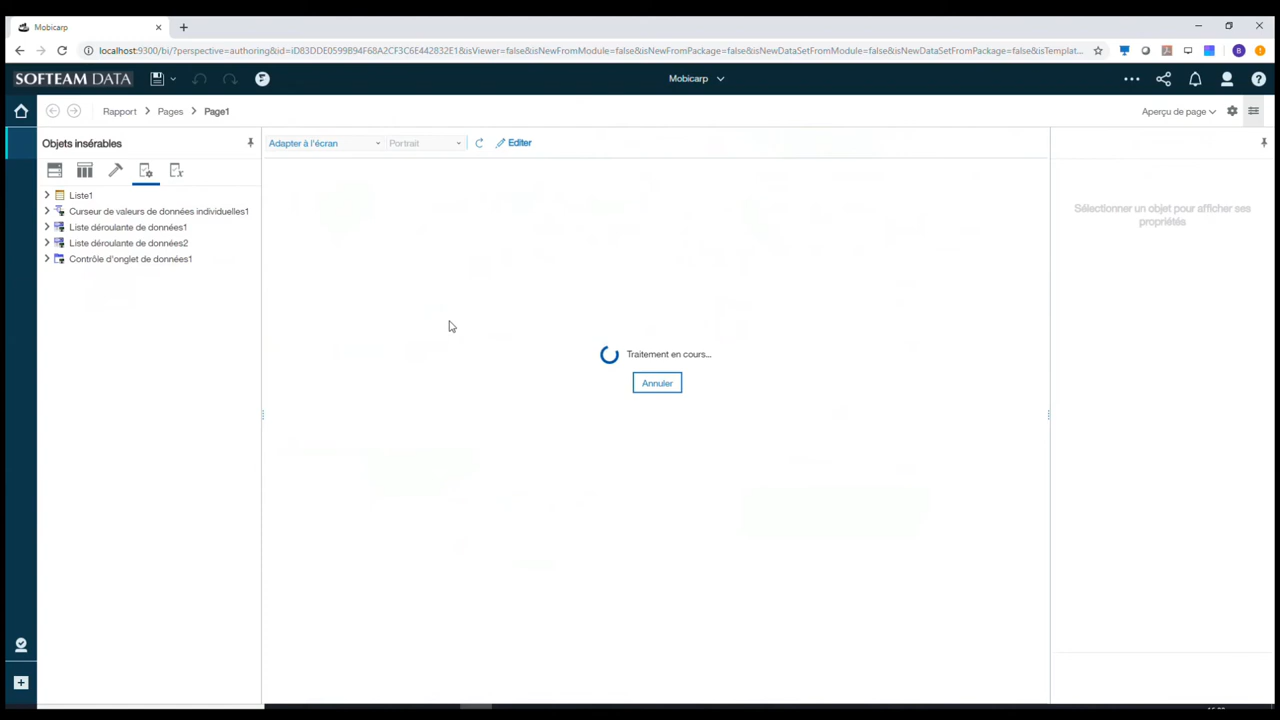 Mobicarp
localhost:9300/bi/?perspective=authoring&id=iD83DDE0599B94F68A2CF3C6E442832E1&isViewer=false&isNewFromModule=false&isNewFromPackage=false&isNewDataSetFromModule=false&isNewDataSetFromPackage=false&isTemplat...
B
SOFTEAM DATA
Mobicarp
Rapport > Pages > Page1
Aperçu de page
Objets insérables
Adapter à l'écran
Portrait
Editer
Liste1
Curseur de valeurs de données individuelles1
Liste déroulante de données1
Liste déroulante de données2
Contrôle d'onglet de données1
Sélectionner un objet pour afficher ses
propriétés
Traitement en cours...
Annuler